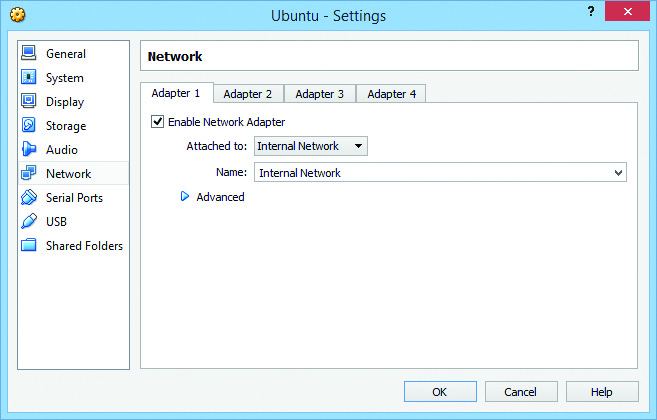 Ubuntu - Settings
?
General
System
Display
Storage
Audio
Network
Serial Ports
USB
Shared Folders
Network
Adapter 1 Adapter 2 Adapter 3 Adapter 4
Enable Network Adapter
Attached to: Internal Network
Name: Internal Network
Advanced
OK Cancel Help